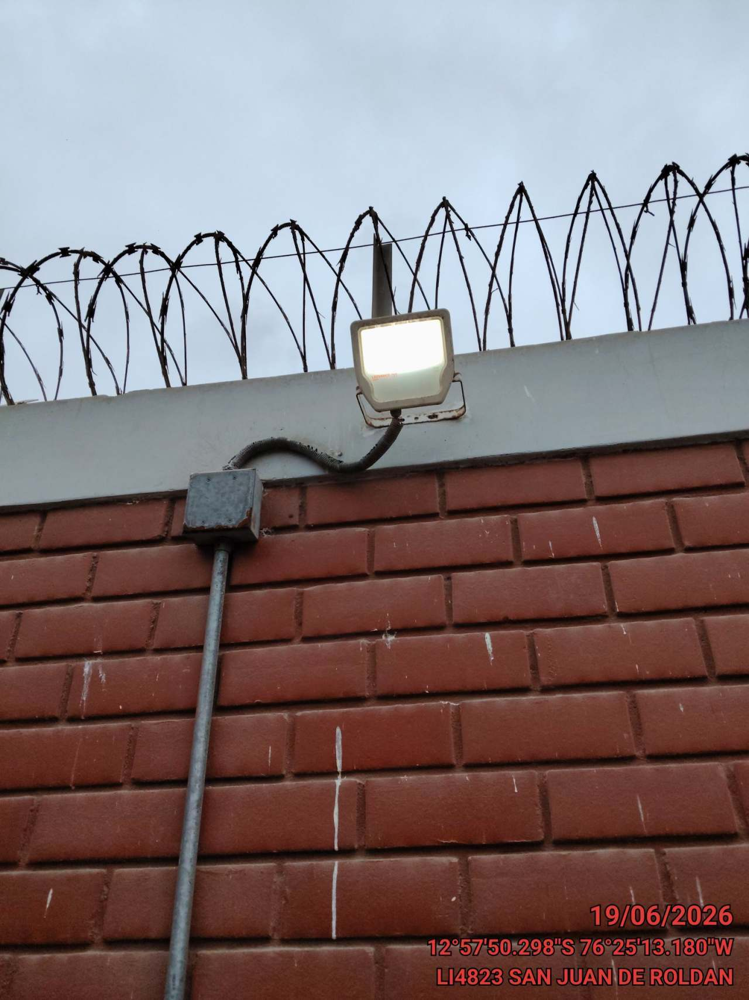 19/06/2026
12°57'50.298"S 76°25'13.180"W
LI4823 SAN JUAN DE ROLDAN